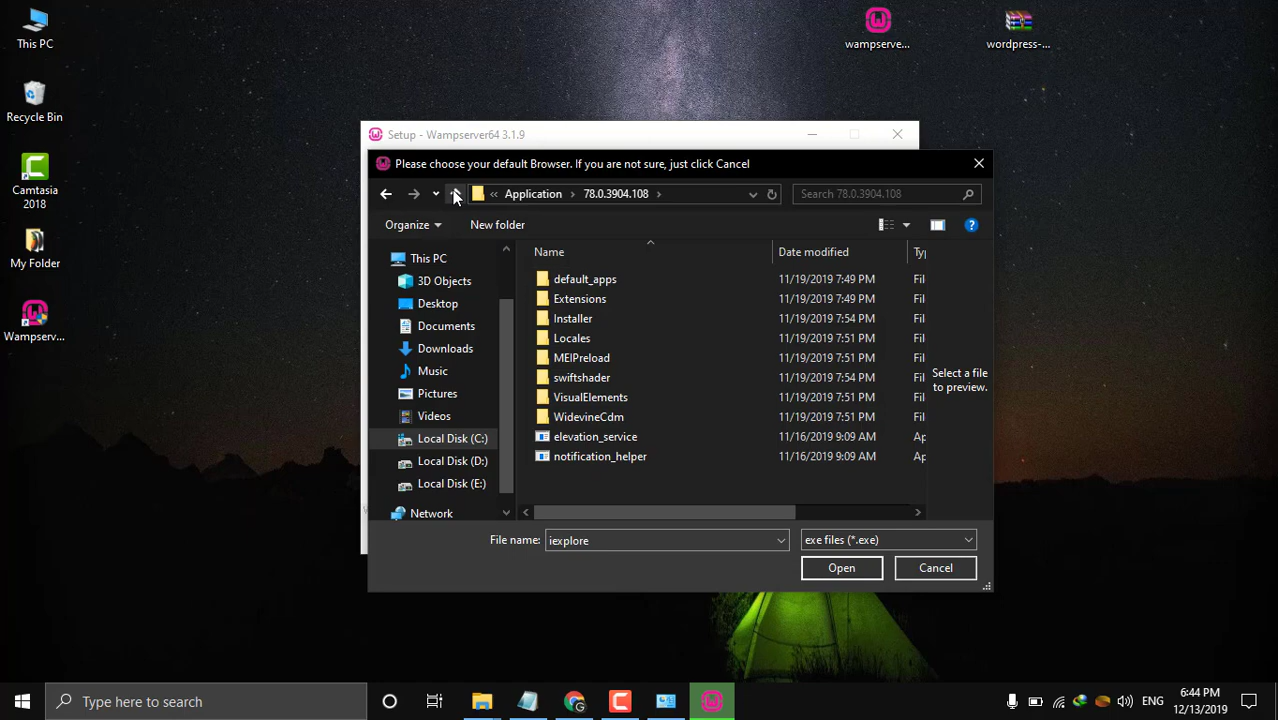 This PC
Recycle Bin
Camtasia
2018
My Folder
Wampserv...
wampserve...
wordpress-...
Setup - Wampserver64 3.1.9
Please choose your default Browser. If you are not sure, just click Cancel
« Application › 78.0.3904.108 ›
Search 78.0.3904.108
Organize
New folder
This PC
3D Objects
Desktop
Documents
Downloads
Music
Pictures
Videos
Local Disk (C:)
Local Disk (D:)
Local Disk (E:)
Network
Name Date modified Ty
default_apps 11/19/2019 7:49 PM Fil
Extensions 11/19/2019 7:49 PM Fil
Installer 11/19/2019 7:54 PM Fil
Locales 11/19/2019 7:51 PM Fil
MEIPreload 11/19/2019 7:51 PM Fil
swiftshader 11/19/2019 7:54 PM Fil
VisualElements 11/19/2019 7:51 PM Fil
WidevineCdm 11/19/2019 7:51 PM Fil
elevation_service 11/16/2019 9:09 AM Ap
notification_helper 11/16/2019 9:09 AM Ap
Select a file
to preview.
File name: iexplore
exe files (*.exe)
Open
Cancel
Type here to search
ENG
6:44 PM
12/13/2019